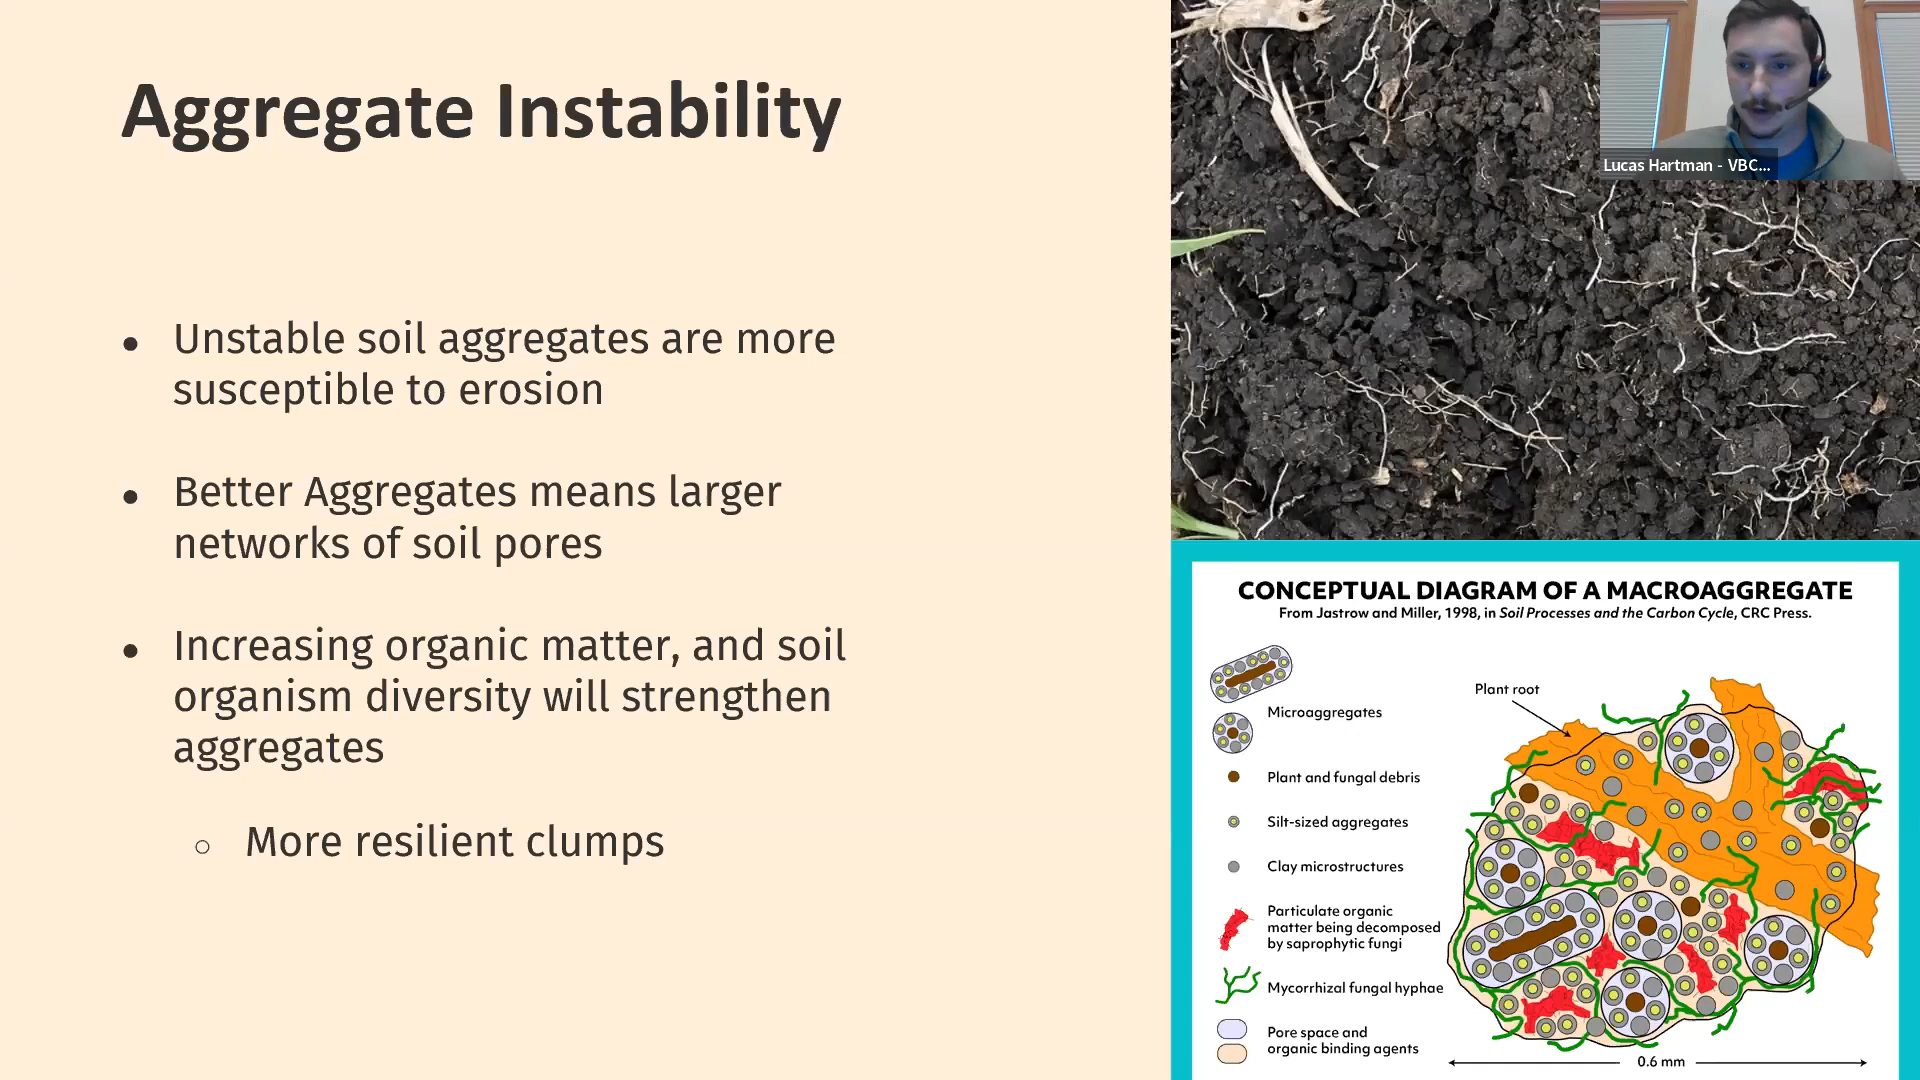 Aggregate Instability
● Unstable soil aggregates are more
susceptible to erosion
● Better Aggregates means larger
networks of soil pores
● Increasing organic matter, and soil
organism diversity will strengthen
aggregates
○ More resilient clumps
Lucas Hartman - VBC...
CONCEPTUAL DIAGRAM OF A MACROAGGREGATE
From Jastrow and Miller, 1998, in Soil Processes and the Carbon Cycle, CRC Press.
Plant root
Microaggregates
Plant and fungal debris
Silt-sized aggregates
Clay microstructures
Particulate organic
matter being decomposed
by saprophytic fungi
Mycorrhizal fungal hyphae
Pore space and
organic binding agents
0.6 mm